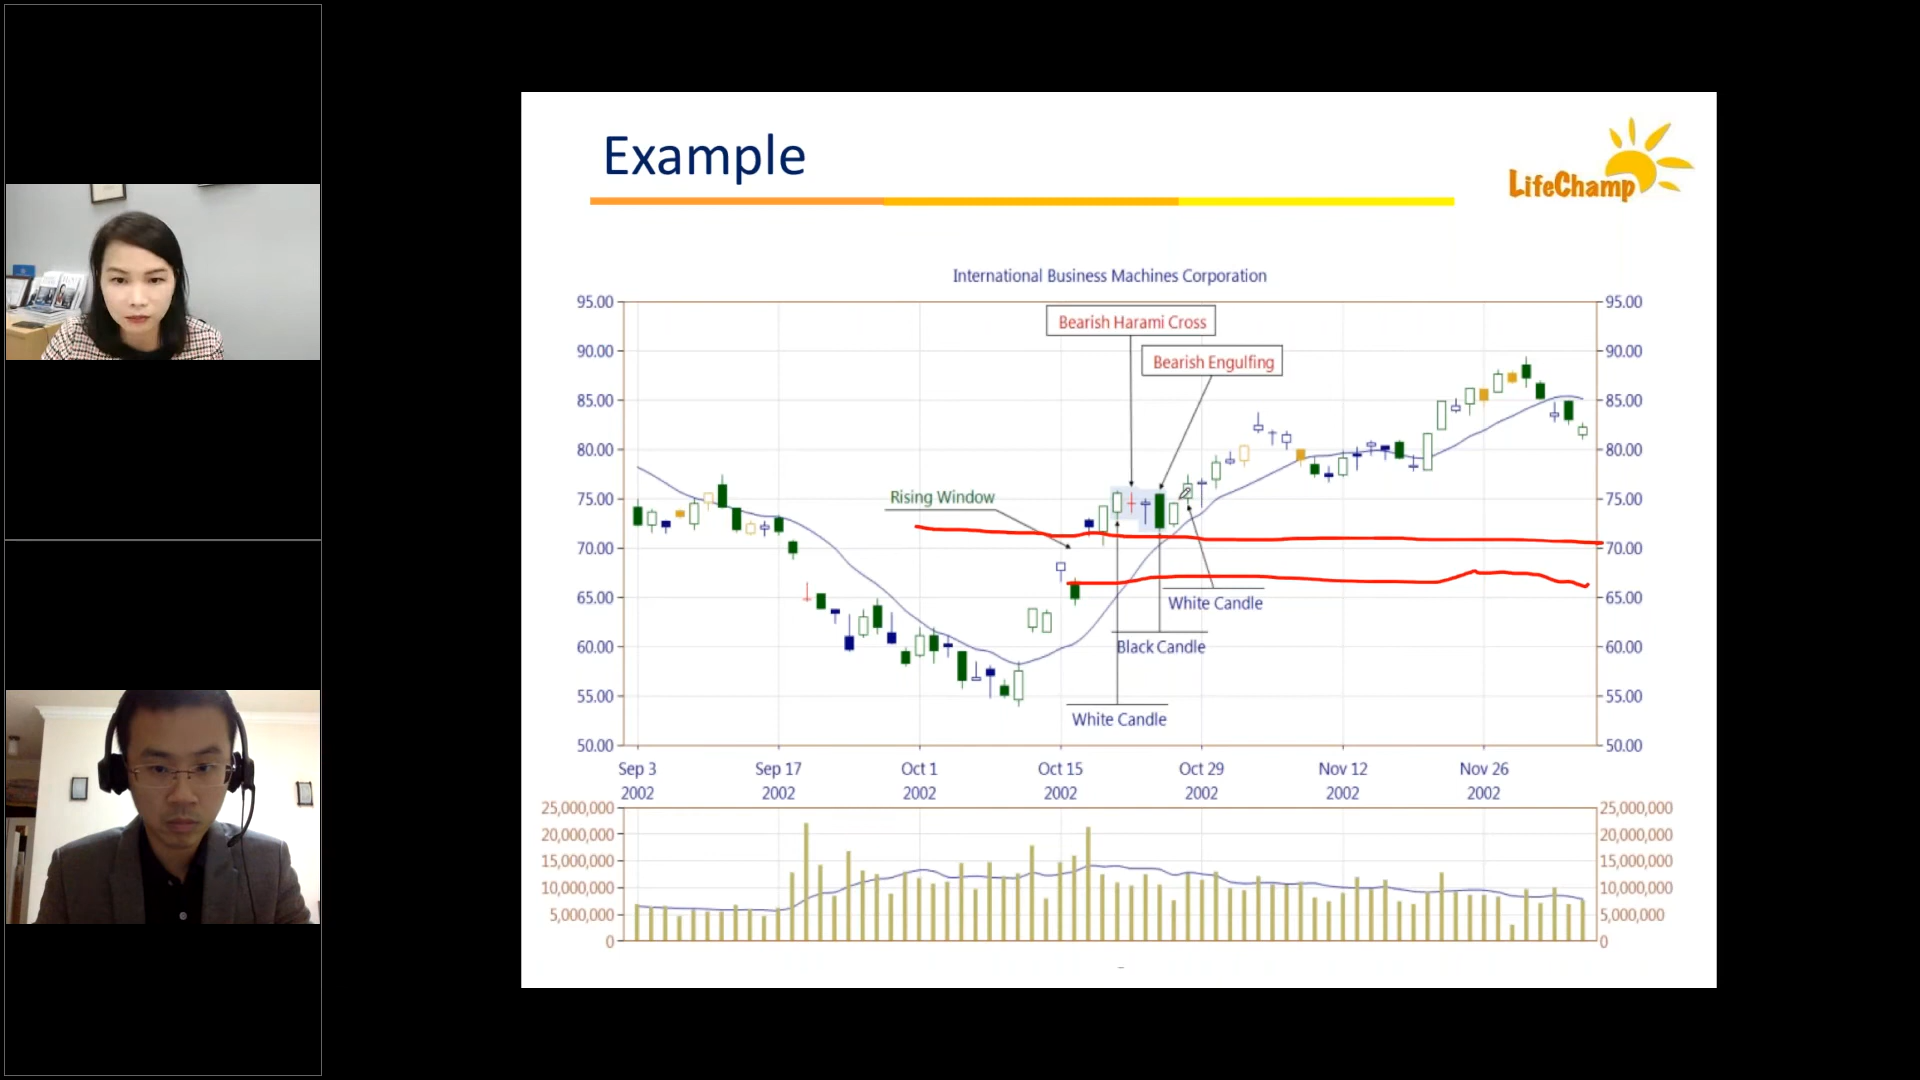 Example
LifeChamp
International Business Machines Corporation
95.00 95.00
Bearish Harami Cross
90.00 90.00
Bearish Engulfing
85.00 85.00
80.00 80.00
75.00 75.00
Rising Window
70.00 70.00
65.00 65.00
White Candle
60.00 60.00
Black Candle
55.00 55.00
White Candle
50.00 50.00
Sep 3 Sep 17 Oct 1 Oct 15 Oct 29 Nov 12 Nov 26
2002 2002 2002 2002 2002 2002 2002
25,000,000 25,000,000
20,000,000 20,000,000
15,000,000 15,000,000
10,000,000 10,000,000
5,000,000 5,000,000
0 0